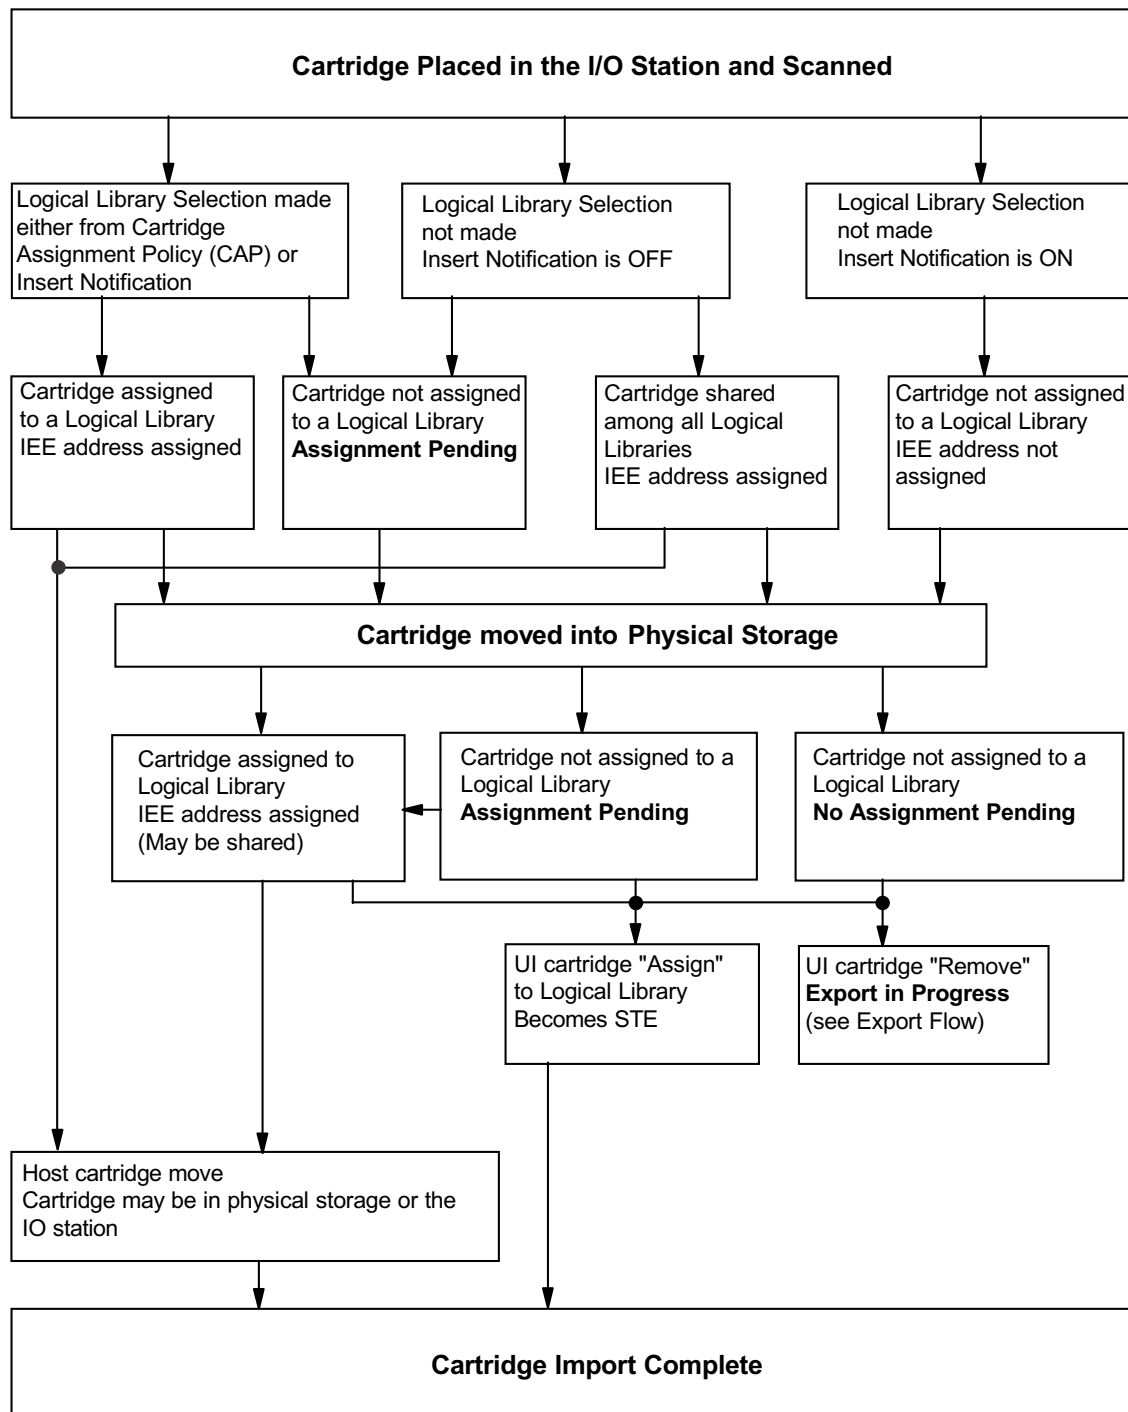 Cartridge Placed in the I/O Station and Scanned
Logical Library Selection made
either from Cartridge
Assignment Policy (CAP) or
Insert Notification
Logical Library Selection
not made
Insert Notification is OFF
Logical Library Selection
not made
Insert Notification is ON
Cartridge assigned
to a Logical Library
IEE address assigned
Cartridge not assigned
to a Logical Library
Assignment Pending
Cartridge shared
among all Logical
Libraries
IEE address assigned
Cartridge not assigned
to a Logical Library
IEE address not
assigned
Cartridge moved into Physical Storage
Cartridge assigned to
Logical Library
IEE address assigned
(May be shared)
Cartridge not assigned to a
Logical Library
Assignment Pending
Cartridge not assigned to a
Logical Library
No Assignment Pending
UI cartridge "Assign"
to Logical Library
Becomes STE
UI cartridge "Remove"
Export in Progress
(see Export Flow)
Host cartridge move
Cartridge may be in physical storage or the
IO station
Cartridge Import Complete